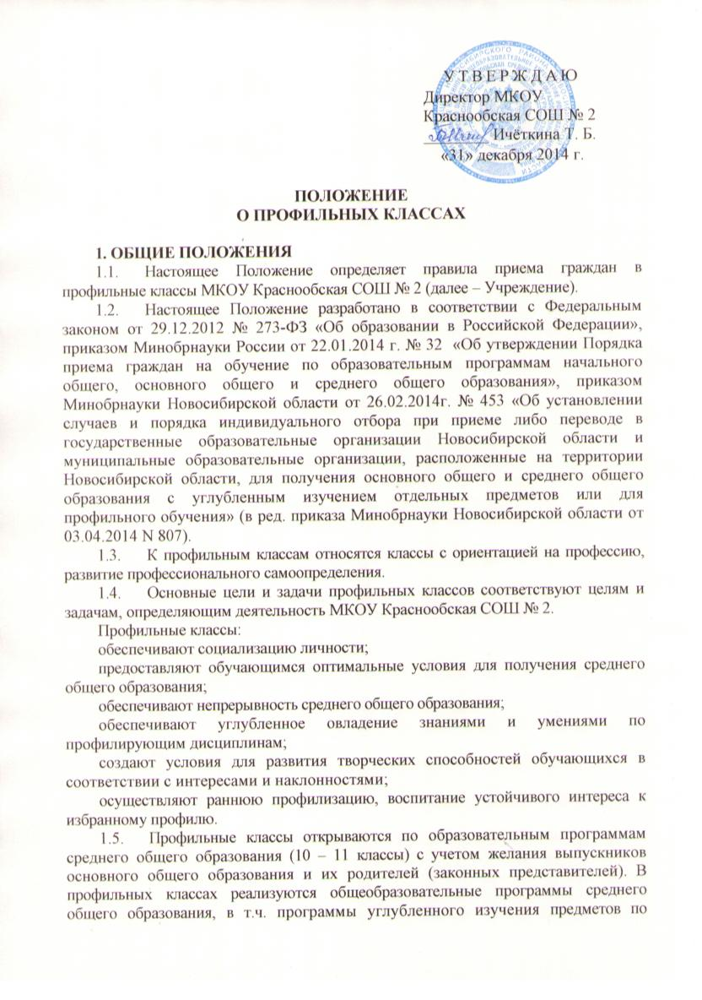 УТВЕРЖДАЮ
Директор МКОУ
Краснообская СОШ № 2
Ичёткина Т. Б.
«31» декабря 2014 г.
ПОЛОЖЕНИЕ
О ПРОФИЛЬНЫХ КЛАССАХ
1. ОБЩИЕ ПОЛОЖЕНИЯ
1.1. Настоящее Положение определяет правила приема граждан в
профильные классы МКОУ Краснообская СОШ № 2 (далее – Учреждение).
1.2. Настоящее Положение разработано в соответствии с Федеральным
законом от 29.12.2012 № 273-ФЗ «Об образовании в Российской Федерации»,
приказом Минобрнауки России от 22.01.2014 г. № 32 «Об утверждении Порядка
приема граждан на обучение по образовательным программам начального
общего, основного общего и среднего общего образования», приказом
Минобрнауки Новосибирской области от 26.02.2014г. № 453 «Об установлении
случаев и порядка индивидуального отбора при приеме либо переводе в
государственные образовательные организации Новосибирской области и
муниципальные образовательные организации, расположенные на территории
Новосибирской области, для получения основного общего и среднего общего
образования с углубленным изучением отдельных предметов или для
профильного обучения» (в ред. приказа Минобрнауки Новосибирской области от
03.04.2014 N 807).
1.3. К профильным классам относятся классы с ориентацией на профессию,
развитие профессионального самоопределения.
1.4. Основные цели и задачи профильных классов соответствуют целям и
задачам, определяющим деятельность МКОУ Краснообская СОШ № 2.
Профильные классы:
обеспечивают социализацию личности;
предоставляют обучающимся оптимальные условия для получения среднего
общего образования;
обеспечивают непрерывность среднего общего образования;
обеспечивают углубленное овладение знаниями и умениями по
профилирующим дисциплинам;
создают условия для развития творческих способностей обучающихся в
соответствии с интересами и наклонностями;
осуществляют раннюю профилизацию, воспитание устойчивого интереса к
избранному профилю.
1.5. Профильные классы открываются по образовательным программам
среднего общего образования (10 – 11 классы) с учетом желания выпускников
основного общего образования и их родителей (законных представителей). В
профильных классах реализуются общеобразовательные программы среднего
общего образования, в т.ч. программы углубленного изучения предметов по